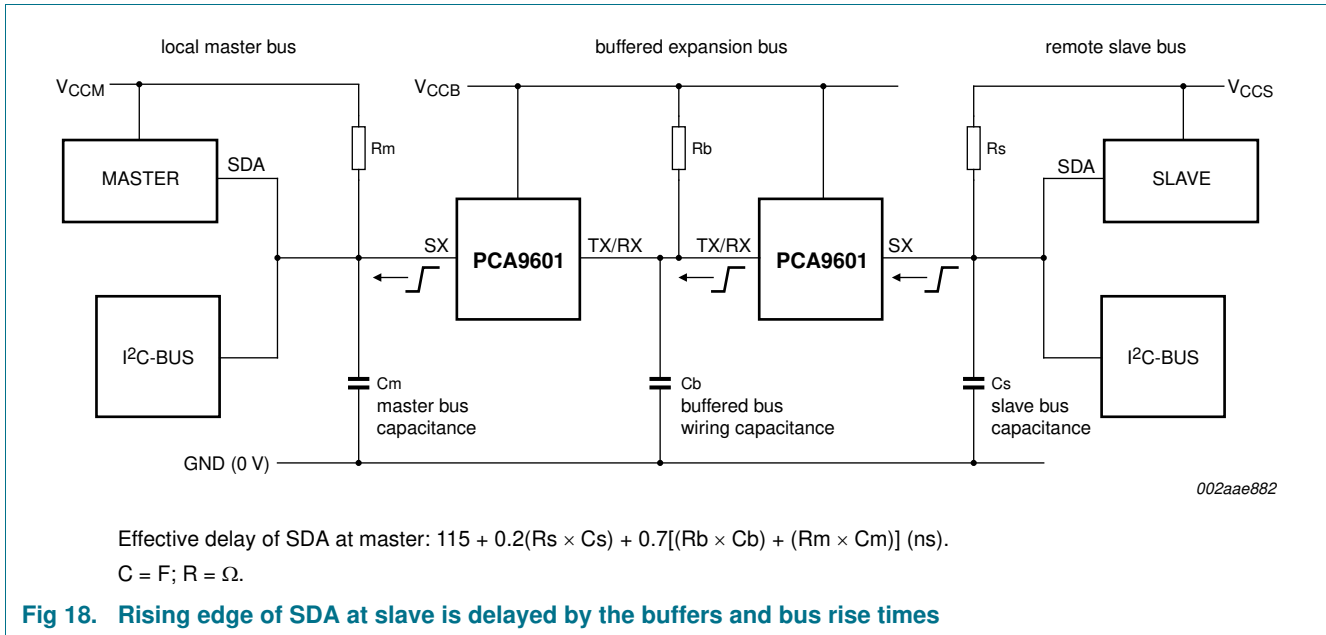 local master bus
buffered expansion bus
remote slave bus
VCCM
VCCB
VCCS
Rm
Rb
Rs
MASTER
SDA
SDA
SLAVE
SX
PCA9601
TX/RX
TX/RX
PCA9601
SX
I²C-BUS
I²C-BUS
Cm
master bus
capacitance
Cb
buffered bus
wiring capacitance
Cs
slave bus
capacitance
GND (0 V)
002aae882
Effective delay of SDA at master: 115 + 0.2(Rs × Cs) + 0.7[(Rb × Cb) + (Rm × Cm)] (ns).
C = F; R = Ω.
Fig 18. Rising edge of SDA at slave is delayed by the buffers and bus rise times